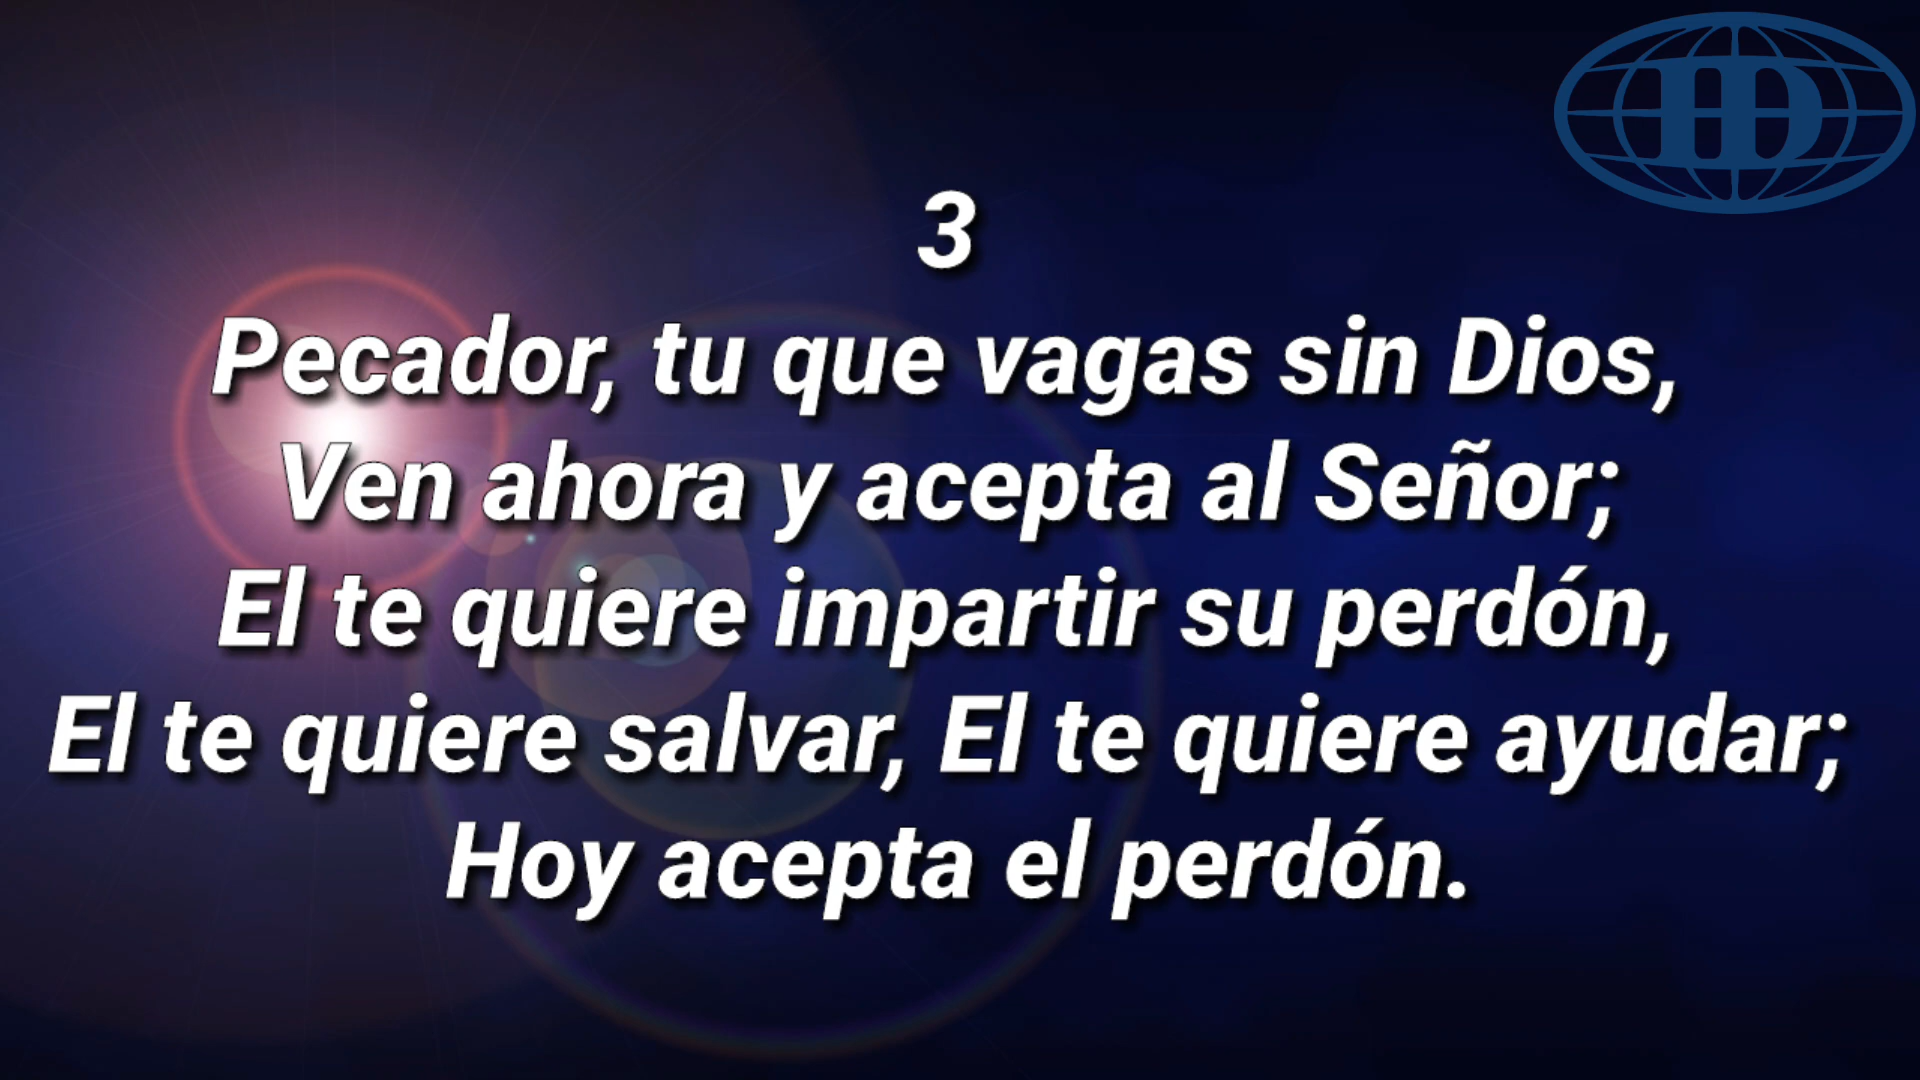 ID
3
Pecador, tu que vagas sin Dios,
Ven ahora y acepta al Señor;
El te quiere impartir su perdón,
El te quiere salvar, El te quiere ayudar;
Hoy acepta el perdón.